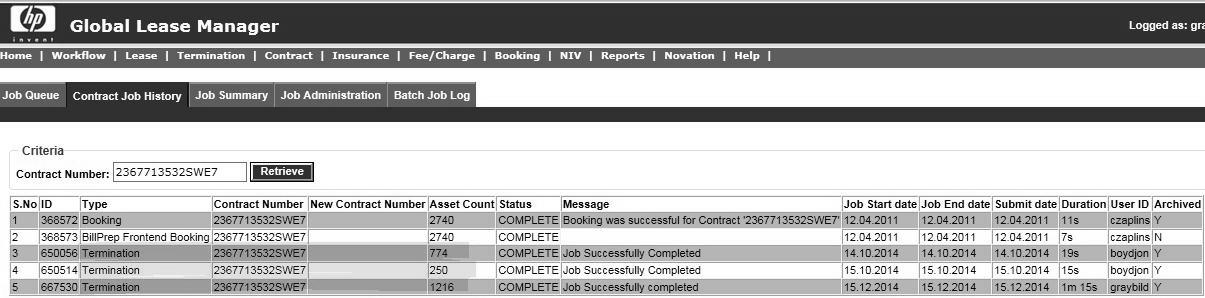 hp
invent
Global Lease Manager
Logged as: gra
Home | Workflow | Lease | Termination | Contract | Insurance | Fee/Charge | Booking | NIV | Reports | Novation | Help |
Job Queue Contract Job History Job Summary Job Administration Batch Job Log
Criteria
Contract Number: 2367713532SWE7 Retrieve
S.No ID Type Contract Number New Contract Number Asset Count Status Message Job Start date Job End date Submit date Duration User ID Archived
1 368572 Booking 2367713532SWE7 2740 COMPLETE Booking was successful for Contract '2367713532SWE7' 12.04.2011 12.04.2011 12.04.2011 11s czaplins Y
2 368573 BillPrep Frontend Booking 2367713532SWE7 2740 COMPLETE 12.04.2011 12.04.2011 12.04.2011 7s czaplins N
3 650056 Termination 2367713532SWE7 774 COMPLETE Job Successfully Completed 14.10.2014 14.10.2014 14.10.2014 19s boydjon Y
4 650514 Termination 2367713532SWE7 250 COMPLETE Job Successfully Completed 15.10.2014 15.10.2014 15.10.2014 15s boydjon Y
5 667530 Termination 2367713532SWE7 1216 COMPLETE Job Successfully completed 15.12.2014 15.12.2014 15.12.2014 1m 15s graybild Y